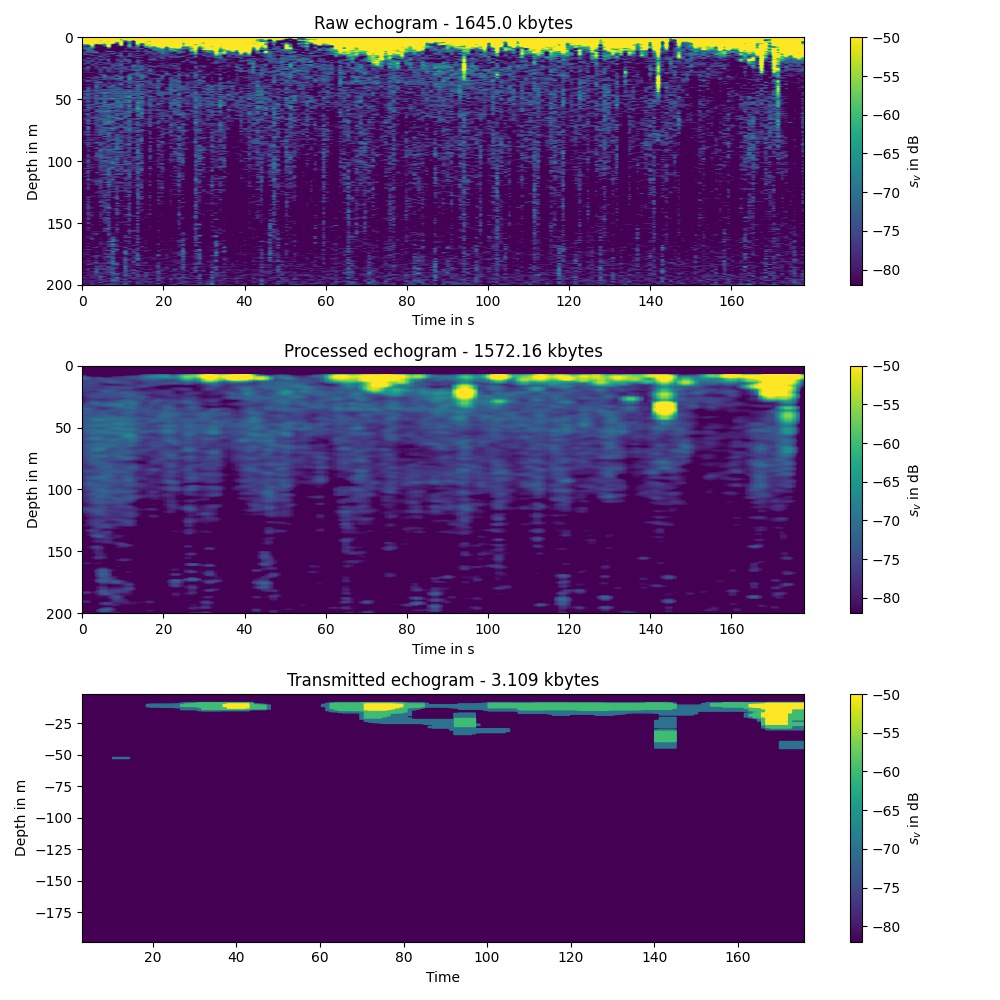 Raw echogram - 1645.0 kbytes
0
50
100
150
200
Depth in m
0 20 40 60 80 100 120 140 160
Time in s
−50
−55
−60
−65
−70
−75
−80
sv in dB
Processed echogram - 1572.16 kbytes
0
50
100
150
200
Depth in m
0 20 40 60 80 100 120 140 160
Time in s
−50
−55
−60
−65
−70
−75
−80
sv in dB
Transmitted echogram - 3.109 kbytes
−25
−50
−75
−100
−125
−150
−175
Depth in m
20 40 60 80 100 120 140 160
Time
−50
−55
−60
−65
−70
−75
−80
sv in dB